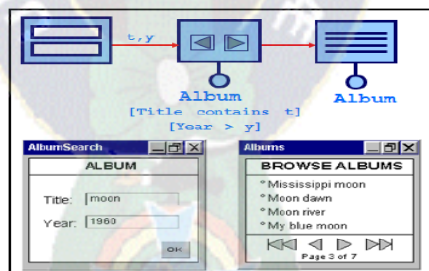 t,y
Album
[Title contains t]
[Year > y]
Album
AlbumSearch
ALBUM
Title: moon
Year: 1960
OK
Albums
BROWSE ALBUMS
° Mississippi moon
° Moon dawn
° Moon river
° My blue moon
Page 3 of 7